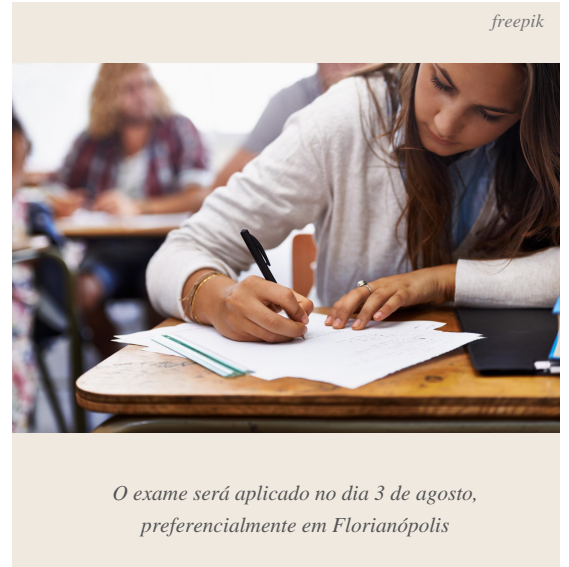 freepik
O exame será aplicado no dia 3 de agosto,
preferencialmente em Florianópolis